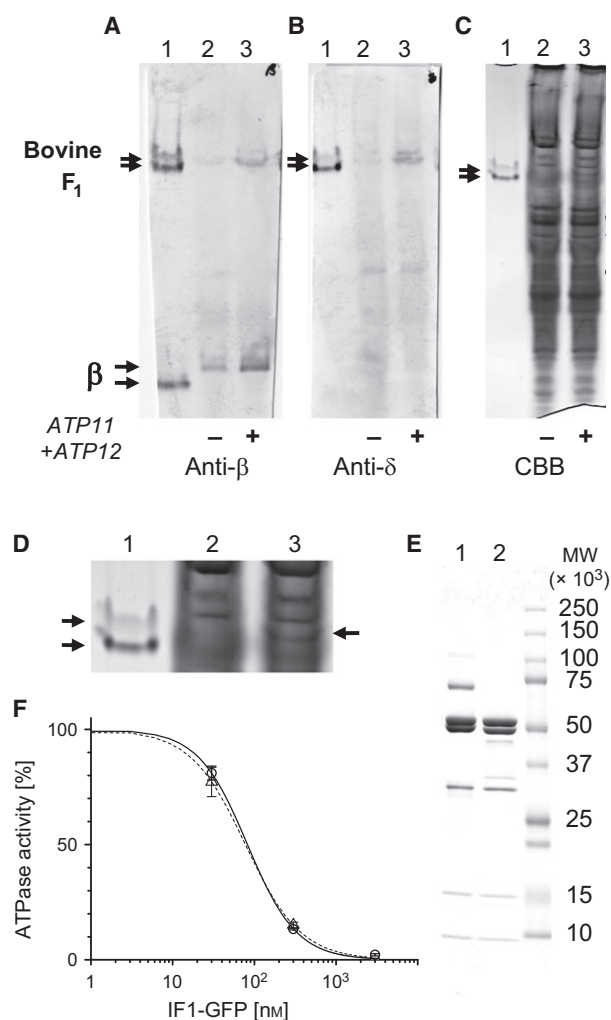 A B C
1 2 3 1 2 3 1 2 3
β
Bovine
F1
β
ATP11
+ATP12
– + – + – +
Anti-β Anti-δ CBB
D 1 2 3
E 1 2 MW
(× 10³)
250
150
100
75
50
37
25
15
10
F
100
50
0
ATPase activity [%]
1 10 10² 10³
IF1-GFP [nM]